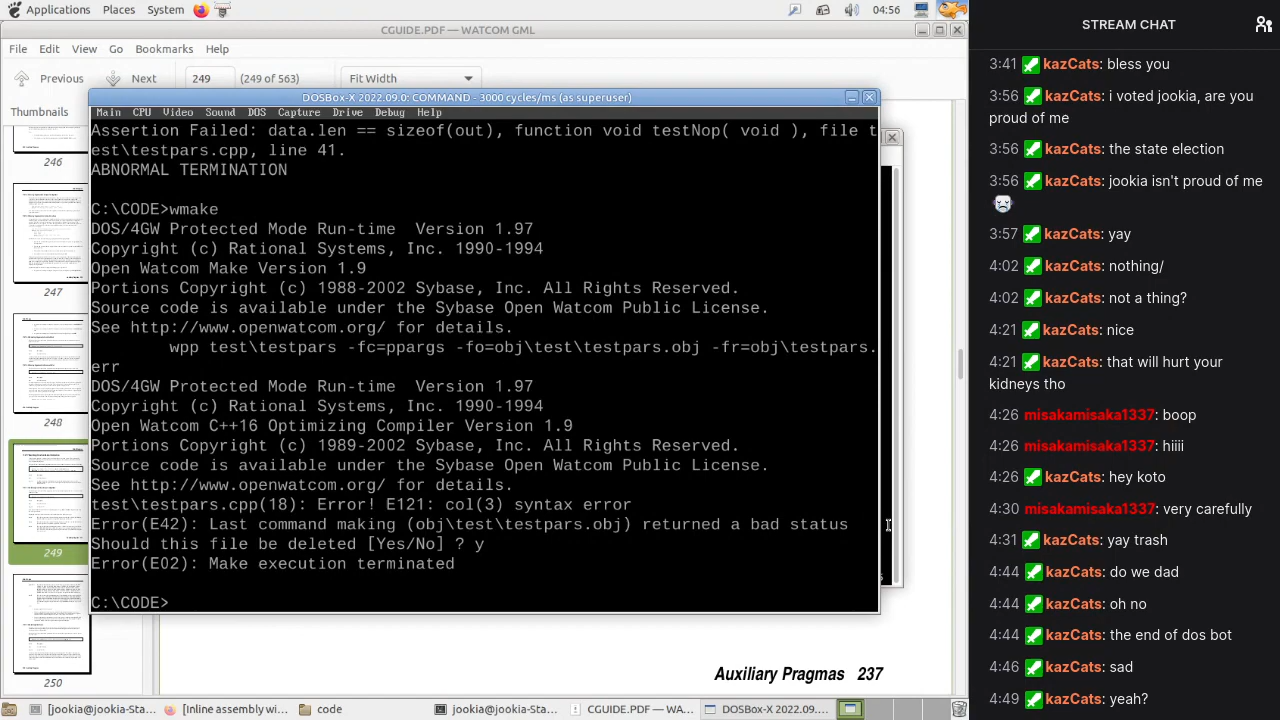 Applications Places System 04:56
CGUIDE.PDF — WATCOM GML
File Edit View Go Bookmarks Help
Previous Next 249 (249 of 563) Fit Width
Thumbnails
246
247
248
249
250
DOSBox-X 2022.09.0: COMMAND - 3000 cycles/ms (as superuser)
Main CPU Video Sound DOS Capture Drive Debug Help
est\testpars.cpp, line 41.
ABNORMAL TERMINATION
C:\CODE>wmake
DOS/4GW Protected Mode Run-time Version 1.97
Copyright (c) Rational Systems, Inc. 1990-1994
Open Watcom Version 1.9
Portions Copyright (c) 1988-2002 Sybase, Inc. All Rights Reserved.
Source code is available under the Sybase Open Watcom Public License.
See http://www.openwatcom.org/ for details.
wpp test\testpars -fc=ppargs -fo=obj\test\testpars.obj -fr=obj\testpars.
err
DOS/4GW Protected Mode Run-time Version 1.97
Copyright (c) Rational Systems, Inc. 1990-1994
Open Watcom C++16 Optimizing Compiler Version 1.9
Portions Copyright (c) 1989-2002 Sybase, Inc. All Rights Reserved.
Source code is available under the Sybase Open Watcom Public License.
See http://www.openwatcom.org/ for details.
test\testpars.cpp(18): Error! E121: col(8) syntax error
Error(E42): Last command making (obj\test\testpars.obj) returned a bad status
Should this file be deleted [Yes/No] ? y
Error(E02): Make execution terminated
C:\CODE>
Auxiliary Pragmas 237
[jookia@jookia-Sta... [Inline assem... co jookia@jookia-Sta... CGUIDE.PDF — WA... DOSBox-X 2022.09....
STREAM CHAT
3:41 kazCats: bless you
3:56 kazCats: i voted jookia, are you
proud of me
3:56 kazCats: the state election
3:56 kazCats: jookia isn't proud of me
3:57 kazCats: yay
4:02 kazCats: nothing/
4:02 kazCats: not a thing?
4:21 kazCats: nice
4:21 kazCats: that will hurt your
kidneys tho
4:26 misakamisaka1337: boop
4:26 misakamisaka1337: hiiii
4:26 kazCats: hey koto
4:30 misakamisaka1337: very carefully
4:31 kazCats: yay trash
4:44 kazCats: do we dad
4:44 kazCats: oh no
4:44 kazCats: the end of dos bot
4:46 kazCats: sad
4:49 kazCats: yeah?